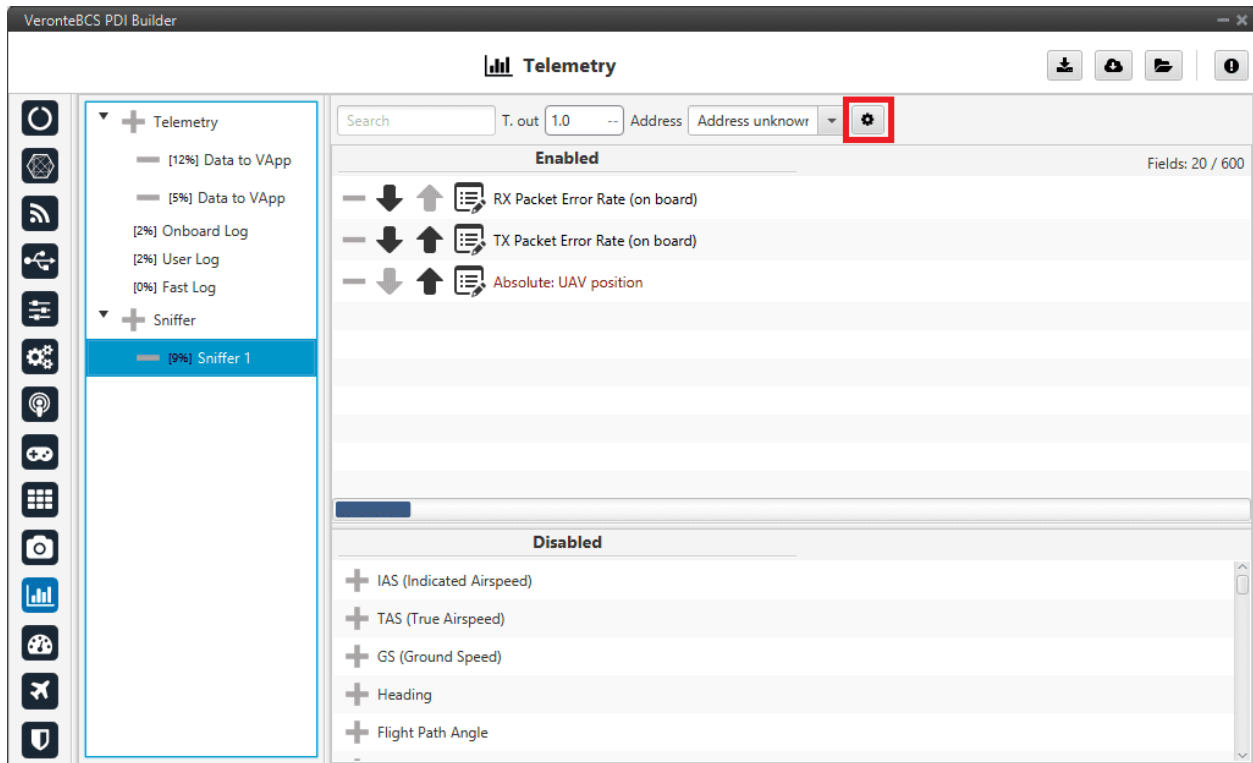 VeronteBCS PDI Builder
Telemetry
Telemetry
[12%] Data to VApp
[5%] Data to VApp
[2%] Onboard Log
[2%] User Log
[0%] Fast Log
Sniffer
[9%] Sniffer 1
Search T. out 1.0 -- Address Address unknowr
Enabled
Fields: 20 / 600
RX Packet Error Rate (on board)
TX Packet Error Rate (on board)
Absolute: UAV position
Disabled
IAS (Indicated Airspeed)
TAS (True Airspeed)
GS (Ground Speed)
Heading
Flight Path Angle